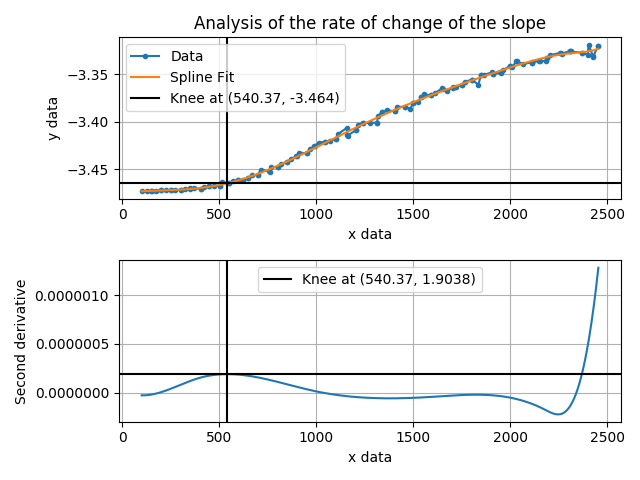 Analysis of the rate of change of the slope
Data
Spline Fit
Knee at (540.37, -3.464)
y data
−3.35
−3.40
−3.45
0
500
1000
1500
2000
2500
x data
Knee at (540.37, 1.9038)
Second derivative
0.0000010
0.0000005
0.0000000
0
500
1000
1500
2000
2500
x data